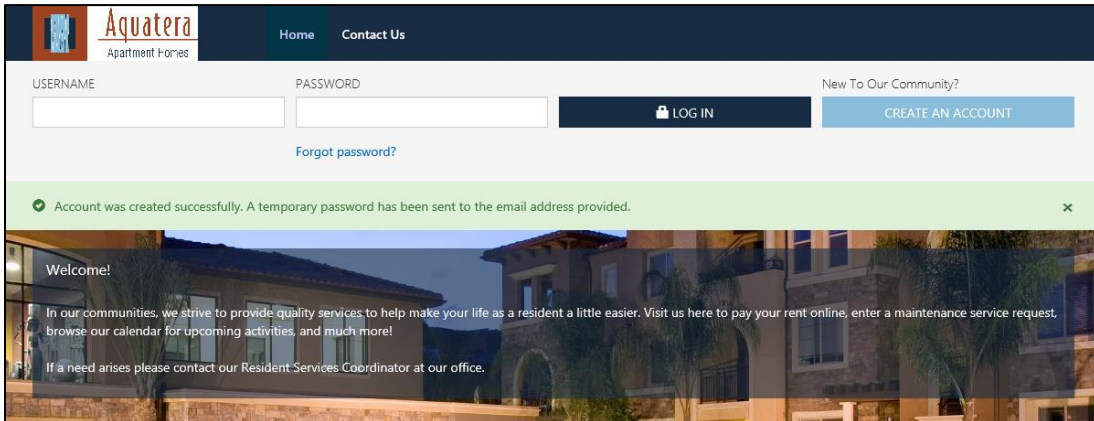 Aquatera
Apartment Homes
Home Contact Us
USERNAME PASSWORD New To Our Community?
LOG IN CREATE AN ACCOUNT
Forgot password?
Account was created successfully. A temporary password has been sent to the email address provided. ×
Welcome!
In our communities, we strive to provide quality services to help make your life as a resident a little easier. Visit us here to pay your rent online, enter a maintenance service request,
browse our calendar for upcoming activities, and much more!
If a need arises please contact our Resident Services Coordinator at our office.